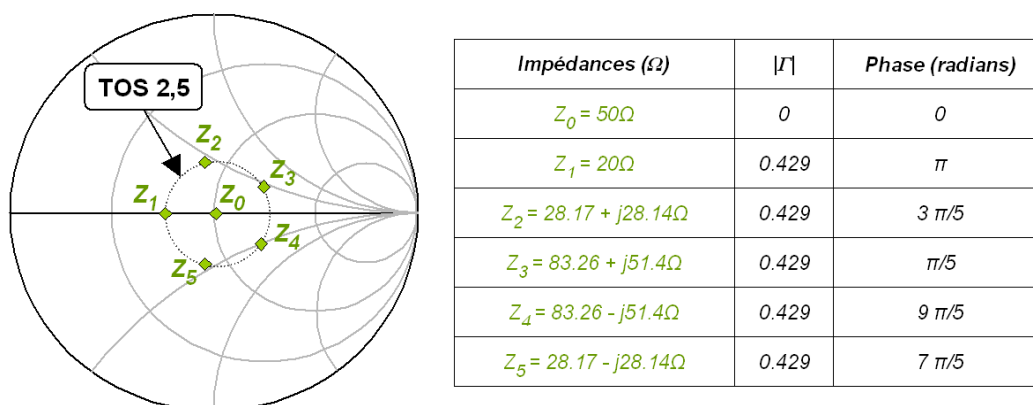 TOS 2,5
Z2
Z3
Z1
Z0
Z4
Z5
Impédances (Ω) |Γ| Phase (radians)
Z0 = 50Ω 0 0
Z1 = 20Ω 0.429 π
Z2 = 28.17 + j28.14Ω 0.429 3 π/5
Z3 = 83.26 + j51.4Ω 0.429 π/5
Z4 = 83.26 - j51.4Ω 0.429 9 π/5
Z5 = 28.17 - j28.14Ω 0.429 7 π/5